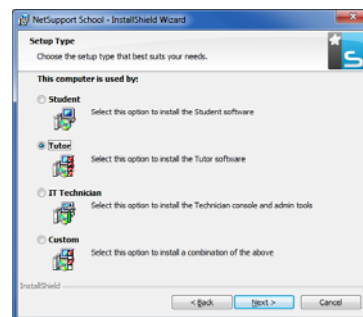 NetSupport School - InstallShield Wizard
Setup Type
Choose the setup type that best suits your needs.
S
This computer is used by:
Student
Select this option to install the Student software
Tutor
Select this option to install the Tutor software
IT Technician
Select this option to install the Technician console and admin tools
Custom
Select this option to install a combination of the above
InstallShield
< Back
Next >
Cancel